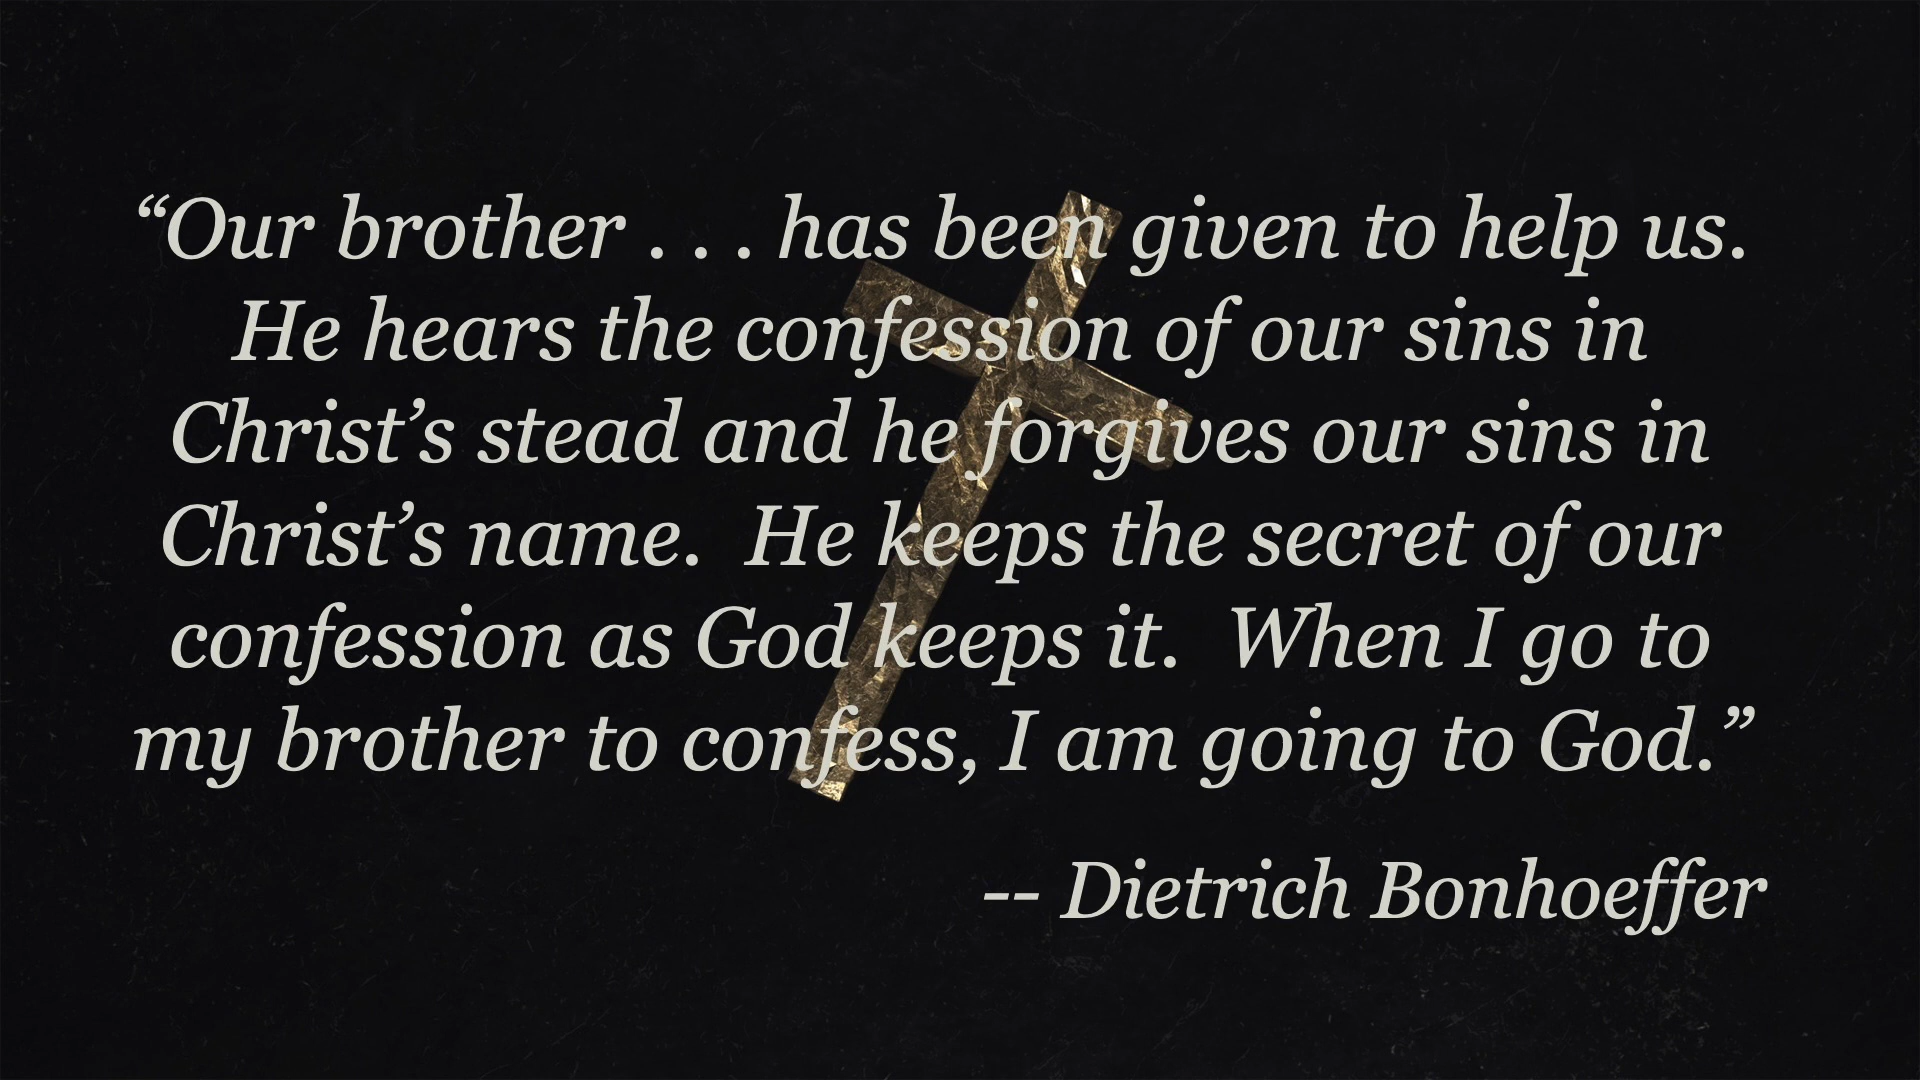 “Our brother . . . has been given to help us.
He hears the confession of our sins in
Christ’s stead and he forgives our sins in
Christ’s name.  He keeps the secret of our
confession as God keeps it.  When I go to
my brother to confess, I am going to God.”
-- Dietrich Bonhoeffer